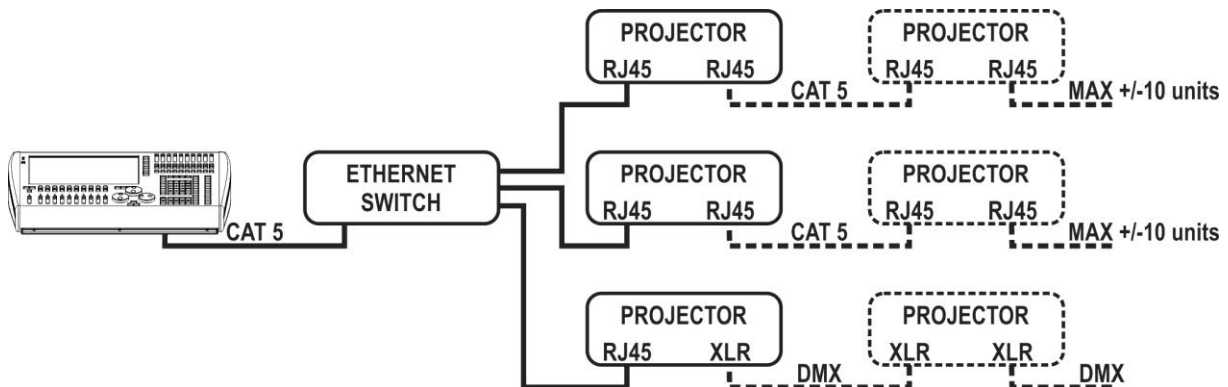 PROJECTOR
RJ45 RJ45
CAT 5
PROJECTOR
RJ45 RJ45
MAX +/-10 units
ETHERNET
SWITCH
CAT 5
PROJECTOR
RJ45 RJ45
CAT 5
PROJECTOR
RJ45 RJ45
MAX +/-10 units
PROJECTOR
RJ45 XLR
DMX
PROJECTOR
XLR XLR
DMX